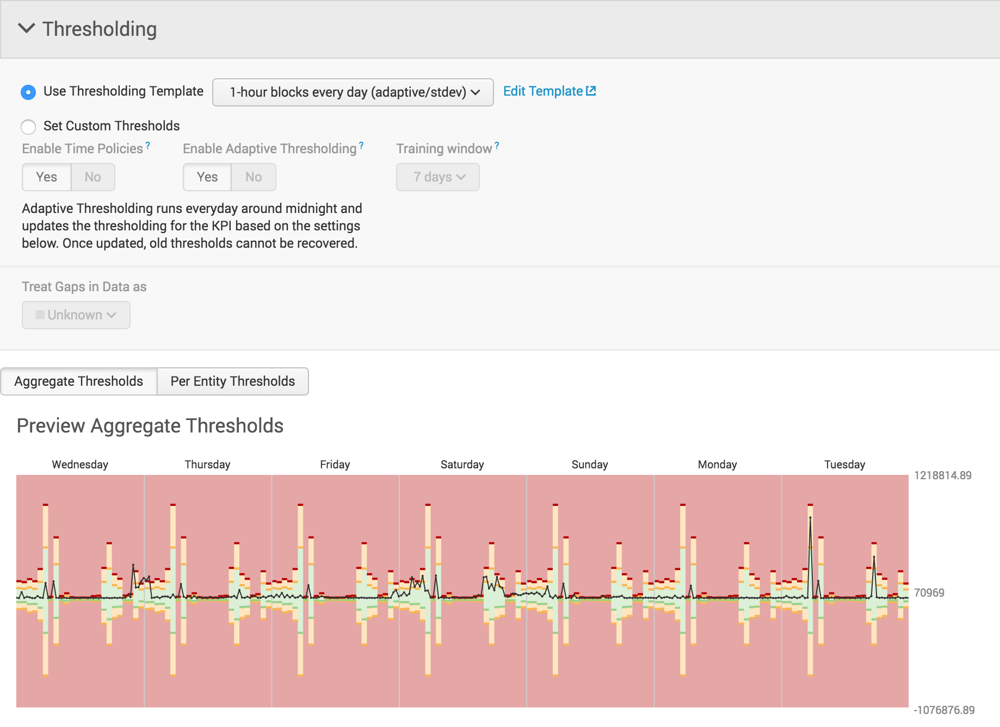 Thresholding
Use Thresholding Template 1-hour blocks every day (adaptive/stdev) Edit Template
Set Custom Thresholds
Enable Time Policies ? Enable Adaptive Thresholding ? Training window ?
Yes No Yes No 7 days
Adaptive Thresholding runs everyday around midnight and
updates the thresholding for the KPI based on the settings
below. Once updated, old thresholds cannot be recovered.
Treat Gaps in Data as
Unknown
Aggregate Thresholds Per Entity Thresholds
Preview Aggregate Thresholds
Wednesday Thursday Friday Saturday Sunday Monday Tuesday
1218814.89
70969
-1076876.89